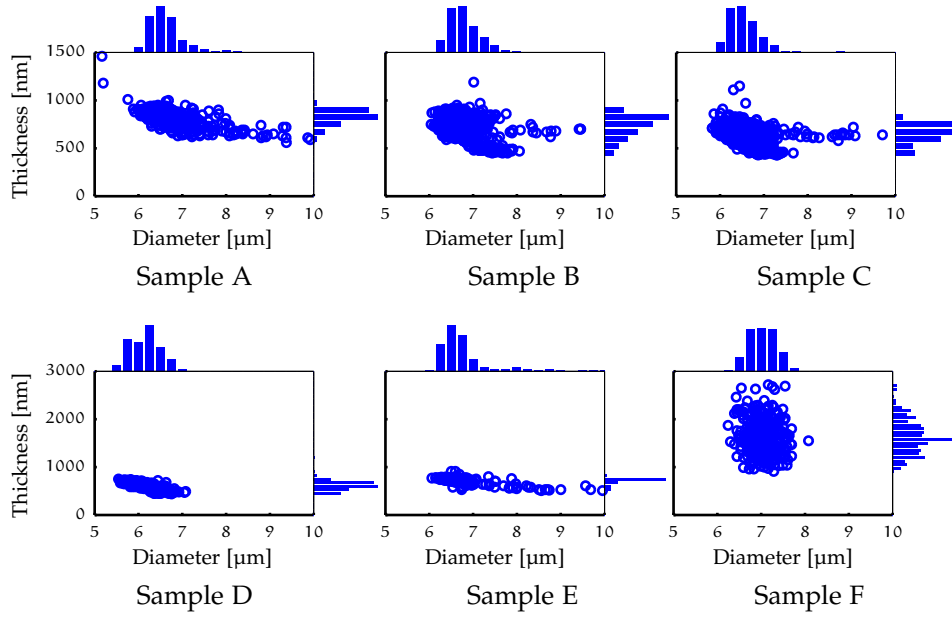 1500
1000
500
0
Thickness [nm]
5 6 7 8 9 10
5 6 7 8 9 10
5 6 7 8 9 10
Diameter [µm]
Diameter [µm]
Diameter [µm]
Sample A
Sample B
Sample C
3000
2000
1000
0
Thickness [nm]
5 6 7 8 9 10
5 6 7 8 9 10
5 6 7 8 9 10
Diameter [µm]
Diameter [µm]
Diameter [µm]
Sample D
Sample E
Sample F